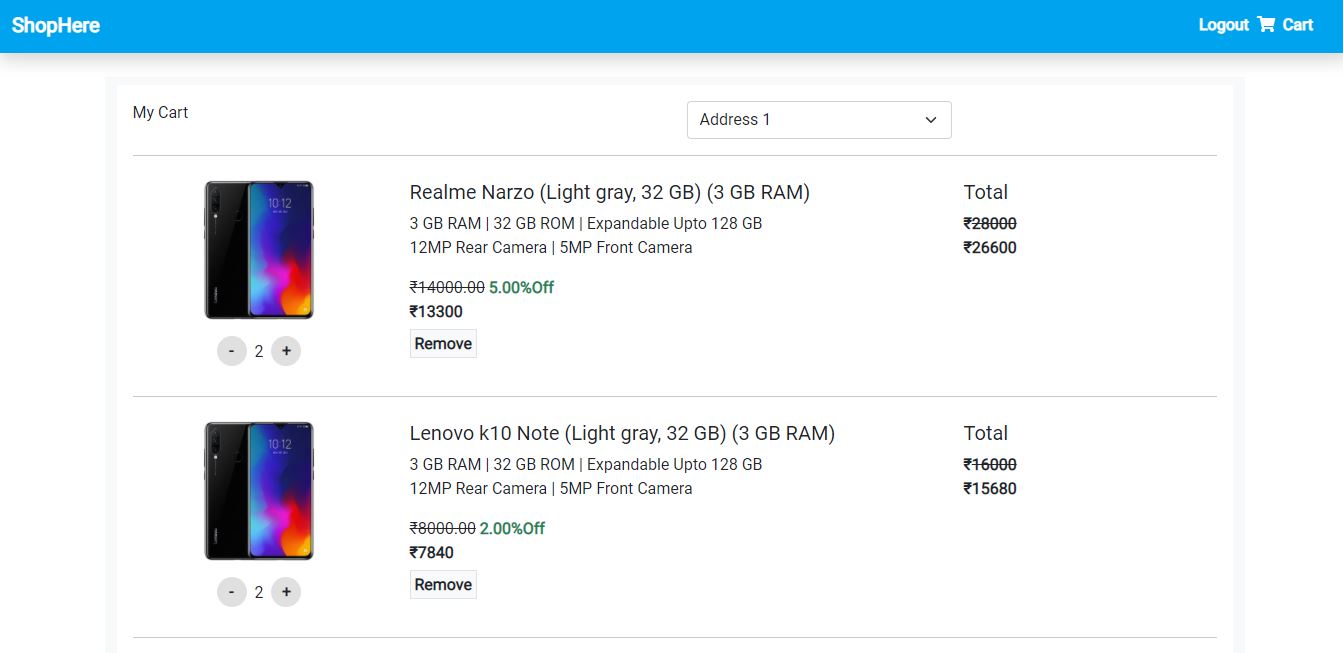 ShopHere
Logout Cart
My Cart
Address 1
Realme Narzo (Light gray, 32 GB) (3 GB RAM)
3 GB RAM | 32 GB ROM | Expandable Upto 128 GB
12MP Rear Camera | 5MP Front Camera
₹14000.00 5.00%Off
₹13300
Remove
Total
₹28000
₹26600
10:12
- 2 +
Lenovo k10 Note (Light gray, 32 GB) (3 GB RAM)
3 GB RAM | 32 GB ROM | Expandable Upto 128 GB
12MP Rear Camera | 5MP Front Camera
₹8000.00 2.00%Off
₹7840
Remove
Total
₹16000
₹15680
10:12
- 2 +